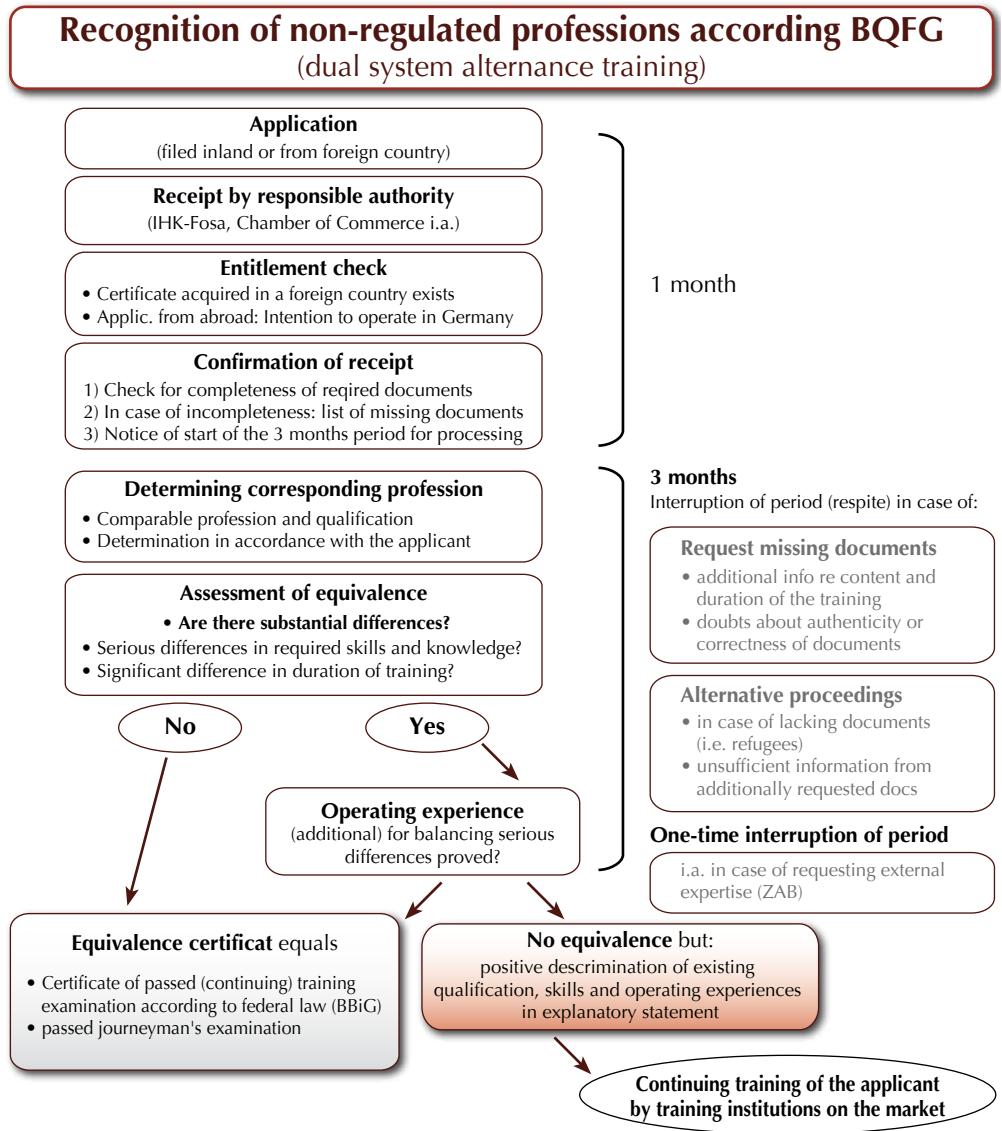 Recognition of non-regulated professions according BQFG
(dual system alternance training)
Application
(filed inland or from foreign country)
Receipt by responsible authority
(IHK-Fosa, Chamber of Commerce i.a.)
Entitlement check
• Certificate acquired in a foreign country exists
• Applic. from abroad: Intention to operate in Germany
Confirmation of receipt
1) Check for completeness of reqired documents
2) In case of incompleteness: list of missing documents
3) Notice of start of the 3 months period for processing
1 month
Determining corresponding profession
• Comparable profession and qualification
• Determination in accordance with the applicant
Assessment of equivalence
• Are there substantial differences?
• Serious differences in required skills and knowledge?
• Significant difference in duration of training?
No
Yes
Operating experience
(additional) for balancing serious
differences proved?
3 months
Interruption of period (respite) in case of:
Request missing documents
• additional info re content and
duration of the training
• doubts about authenticity or
correctness of documents
Alternative proceedings
• in case of lacking documents
(i.e. refugees)
• unsufficient information from
additionally requested docs
One-time interruption of period
i.a. in case of requesting external
expertise (ZAB)
Equivalence certificat equals
• Certificate of passed (continuing) training
examination according to federal law (BBiG)
• passed journeyman's examination
No equivalence but:
positive descrimination of existing
qualification, skills and operating experiences
in explanatory statement
Continuing training of the applicant
by training institutions on the market